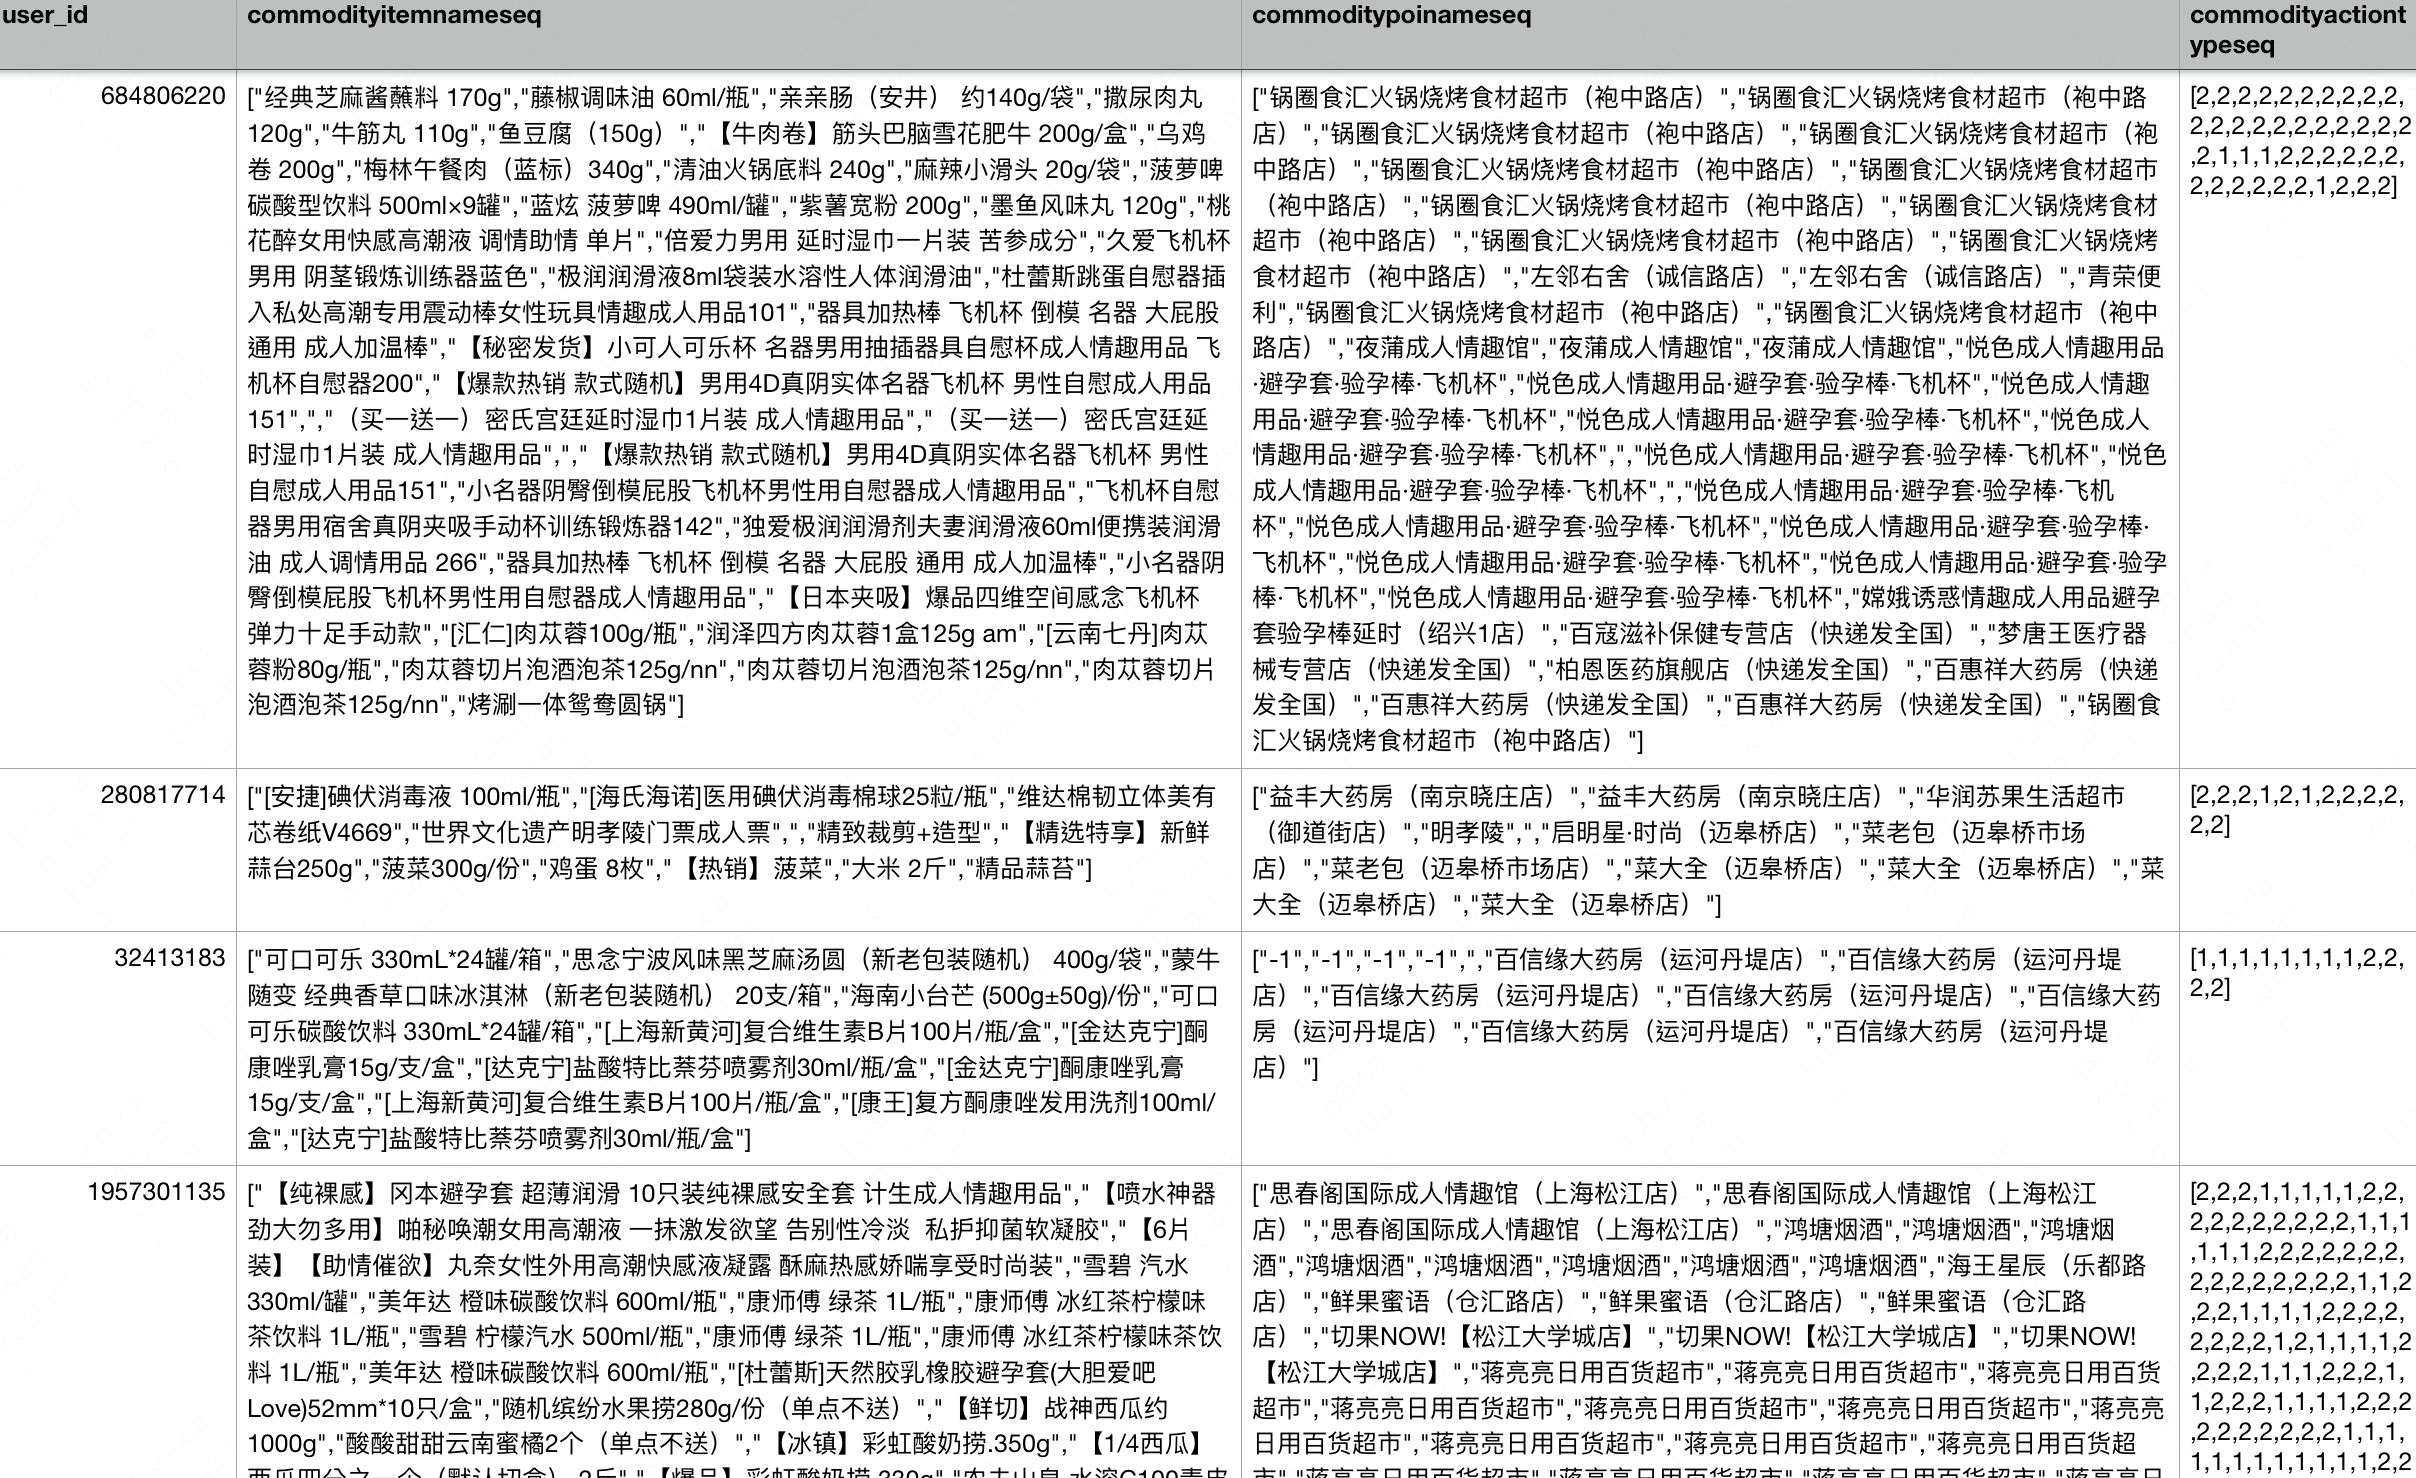 user_id
commodityitemnameseq
commoditypoinameseq
commodityactiont
ypeseq
684806220
["经典芝麻酱蘸料 170g","藤椒调味油 60ml/瓶","亲亲肠（安井） 约140g/袋","撒尿肉丸
120g","牛筋丸 110g","鱼豆腐（150g）","【牛肉卷】筋头巴脑雪花肥牛 200g/盒","乌鸡
卷 200g","梅林午餐肉（蓝标）340g","清油火锅底料 240g","麻辣小滑头 20g/袋","菠萝啤
碳酸型饮料 500ml×9罐","蓝炫 菠萝啤 490ml/罐","紫薯宽粉 200g","墨鱼风味丸 120g","桃
花醉女用快感高潮液 调情助情 单片","倍爱力男用 延时湿巾一片装 苦参成分","久爱飞机杯
男用 阴茎锻炼训练器蓝色","极润润滑液8ml袋装水溶性人体润滑油","杜蕾斯跳蛋自慰器插
入私处高潮专用震动棒女性玩具情趣成人用品101","器具加热棒 飞机杯 倒模 名器 大屁股
通用 成人加温棒","【秘密发货】小可人可乐杯 名器男用抽插器具自慰杯成人情趣用品 飞
机杯自慰器200","【爆款热销 款式随机】男用4D真阴实体名器飞机杯 男性自慰成人用品
151",","（买一送一）密氏宫廷延时湿巾1片装 成人情趣用品","（买一送一）密氏宫廷延
时湿巾1片装 成人情趣用品",","【爆款热销 款式随机】男用4D真阴实体名器飞机杯 男性
自慰成人用品151","小名器阴臀倒模屁股飞机杯男性用自慰器成人情趣用品","飞机杯自慰
器男用宿舍真阴夹吸手动杯训练锻炼器142","独爱极润润滑剂夫妻润滑液60ml便携装润滑
油 成人调情用品 266","器具加热棒 飞机杯 倒模 名器 大屁股 通用 成人加温棒","小名器阴
臀倒模屁股飞机杯男性用自慰器成人情趣用品","【日本夹吸】爆品四维空间感念飞机杯
弹力十足手动款","[汇仁]肉苁蓉100g/瓶","润泽四方肉苁蓉1盒125g am","[云南七丹]肉苁
蓉粉80g/瓶","肉苁蓉切片泡酒泡茶125g/nn","肉苁蓉切片泡酒泡茶125g/nn","肉苁蓉切片
泡酒泡茶125g/nn","烤涮一体鸳鸯圆锅"]
["锅圈食汇火锅烧烤食材超市（袍中路店）","锅圈食汇火锅烧烤食材超市（袍中路
店）","锅圈食汇火锅烧烤食材超市（袍中路店）","锅圈食汇火锅烧烤食材超市（袍
中路店）","锅圈食汇火锅烧烤食材超市（袍中路店）","锅圈食汇火锅烧烤食材超市
（袍中路店）","锅圈食汇火锅烧烤食材超市（袍中路店）","锅圈食汇火锅烧烤食材
超市（袍中路店）","锅圈食汇火锅烧烤食材超市（袍中路店）","锅圈食汇火锅烧烤
食材超市（袍中路店）","左邻右舍（诚信路店）","左邻右舍（诚信路店）","青荣便
利","锅圈食汇火锅烧烤食材超市（袍中路店）","锅圈食汇火锅烧烤食材超市（袍中
路店）","夜蒲成人情趣馆","夜蒲成人情趣馆","夜蒲成人情趣馆","悦色成人情趣用品
·避孕套·验孕棒·飞机杯","悦色成人情趣用品·避孕套·验孕棒·飞机杯","悦色成人情趣
用品·避孕套·验孕棒·飞机杯","悦色成人情趣用品·避孕套·验孕棒·飞机杯","悦色成人
情趣用品·避孕套·验孕棒·飞机杯",","悦色成人情趣用品·避孕套·验孕棒·飞机杯","悦色
成人情趣用品·避孕套·验孕棒·飞机杯",","悦色成人情趣用品·避孕套·验孕棒·飞机
杯","悦色成人情趣用品·避孕套·验孕棒·飞机杯","悦色成人情趣用品·避孕套·验孕棒·
飞机杯","悦色成人情趣用品·避孕套·验孕棒·飞机杯","悦色成人情趣用品·避孕套·验孕
棒·飞机杯","悦色成人情趣用品·避孕套·验孕棒·飞机杯","嫦娥诱惑情趣成人用品避孕
套验孕棒延时（绍兴1店）","百寇滋补保健专营店（快递发全国）","梦唐王医疗器
械专营店（快递发全国）","柏恩医药旗舰店（快递发全国）","百惠祥大药房（快递
发全国）","百惠祥大药房（快递发全国）","百惠祥大药房（快递发全国）","锅圈食
汇火锅烧烤食材超市（袍中路店）"]
[2,2,2,2,2,2,2,2,2,2,
2,2,2,2,2,2,2,2,2,2,2
,2,1,1,1,2,2,2,2,2,2,
2,2,2,2,2,2,1,2,2,2]
280817714
["[安捷]碘伏消毒液 100ml/瓶","[海氏海诺]医用碘伏消毒棉球25粒/瓶","维达棉韧立体美有
芯卷纸V4669","世界文化遗产明孝陵门票成人票",","精致裁剪+造型","【精选特享】新鲜
蒜台250g","菠菜300g/份","鸡蛋 8枚","【热销】菠菜","大米 2斤","精品蒜苔"]
["益丰大药房（南京晓庄店）","益丰大药房（南京晓庄店）","华润苏果生活超市
（御道街店）","明孝陵",","启明星·时尚（迈皋桥店）","菜老包（迈皋桥市场
店）","菜老包（迈皋桥市场店）","菜大全（迈皋桥店）","菜大全（迈皋桥店）","菜
大全（迈皋桥店）","菜大全（迈皋桥店）"]
[2,2,2,1,2,1,2,2,2,2,
2,2]
32413183
["可口可乐 330mL*24罐/箱","思念宁波风味黑芝麻汤圆（新老包装随机） 400g/袋","蒙牛
随变 经典香草口味冰淇淋（新老包装随机） 20支/箱","海南小台芒 (500g±50g)/份","可口
可乐碳酸饮料 330mL*24罐/箱","[上海新黄河]复合维生素B片100片/瓶/盒","[金达克宁]酮
康唑乳膏15g/支/盒","[达克宁]盐酸特比萘芬喷雾剂30ml/瓶/盒","[金达克宁]酮康唑乳膏
15g/支/盒","[上海新黄河]复合维生素B片100片/瓶/盒","[康王]复方酮康唑发用洗剂100ml/
盒","[达克宁]盐酸特比萘芬喷雾剂30ml/瓶/盒"]
["-1","-1","-1","-1",","百信缘大药房（运河丹堤店）","百信缘大药房（运河丹堤
店）","百信缘大药房（运河丹堤店）","百信缘大药房（运河丹堤店）","百信缘大药
房（运河丹堤店）","百信缘大药房（运河丹堤店）","百信缘大药房（运河丹堤
店）"]
[1,1,1,1,1,1,1,1,2,2,
2,2]
1957301135
["【纯裸感】冈本避孕套 超薄润滑 10只装纯裸感安全套 计生成人情趣用品","【喷水神器
劲大勿多用】啪秘唤潮女用高潮液 一抹激发欲望 告别性冷淡  私护抑菌软凝胶","【6片
装】【助情催欲】丸奈女性外用高潮快感液凝露 酥麻热感娇喘享受时尚装","雪碧 汽水
330ml/罐","美年达 橙味碳酸饮料 600ml/瓶","康师傅 绿茶 1L/瓶","康师傅 冰红茶柠檬味
茶饮料 1L/瓶","雪碧 柠檬汽水 500ml/瓶","康师傅 绿茶 1L/瓶","康师傅 冰红茶柠檬味茶饮
料 1L/瓶","美年达 橙味碳酸饮料 600ml/瓶","[杜蕾斯]天然胶乳橡胶避孕套(大胆爱吧
Love)52mm*10只/盒","随机缤纷水果捞280g/份（单点不送）","【鲜切】战神西瓜约
1000g","酸酸甜甜云南蜜橘2个（单点不送）","【冰镇】彩虹酸奶捞.350g","【1/4西瓜】
["思春阁国际成人情趣馆（上海松江店）","思春阁国际成人情趣馆（上海松江
店）","思春阁国际成人情趣馆（上海松江店）","鸿塘烟酒","鸿塘烟酒","鸿塘烟
酒","鸿塘烟酒","鸿塘烟酒","鸿塘烟酒","鸿塘烟酒","鸿塘烟酒","海王星辰（乐都路
店）","鲜果蜜语（仓汇路店）","鲜果蜜语（仓汇路店）","鲜果蜜语（仓汇路
店）","切果NOW!【松江大学城店】","切果NOW!【松江大学城店】","切果NOW!
【松江大学城店】","蒋亮亮日用百货超市","蒋亮亮日用百货超市","蒋亮亮日用百货
超市","蒋亮亮日用百货超市","蒋亮亮日用百货超市","蒋亮亮日用百货超市","蒋亮亮
日用百货超市","蒋亮亮日用百货超市","蒋亮亮日用百货超市","蒋亮亮日用百货超
[2,2,2,1,1,1,1,1,2,2,
2,2,2,2,2,2,2,2,1,1,1
,1,1,1,2,2,2,2,2,2,2,
2,2,2,2,2,2,2,2,1,1,2
,2,2,1,1,1,1,2,2,2,2,
2,2,2,2,1,2,1,1,1,1,2
,2,2,2,1,1,1,2,2,2,1,
1,2,2,2,1,1,1,1,2,2,2
,2,2,2,2,2,2,2,1,1,1,
1,1,1,1,1,1,1,1,1,2,2